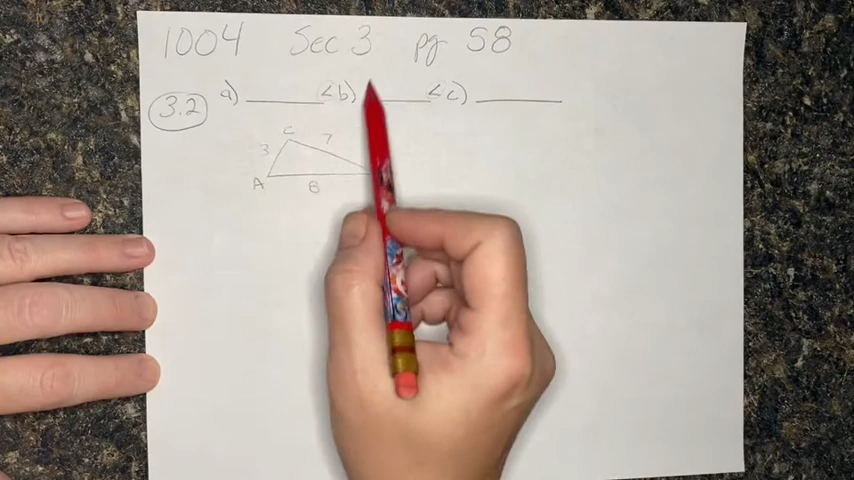 1004 Sec 3 pg 58
3.2 a) ______ < b) ______ < c) ______
C
3 7
A
8